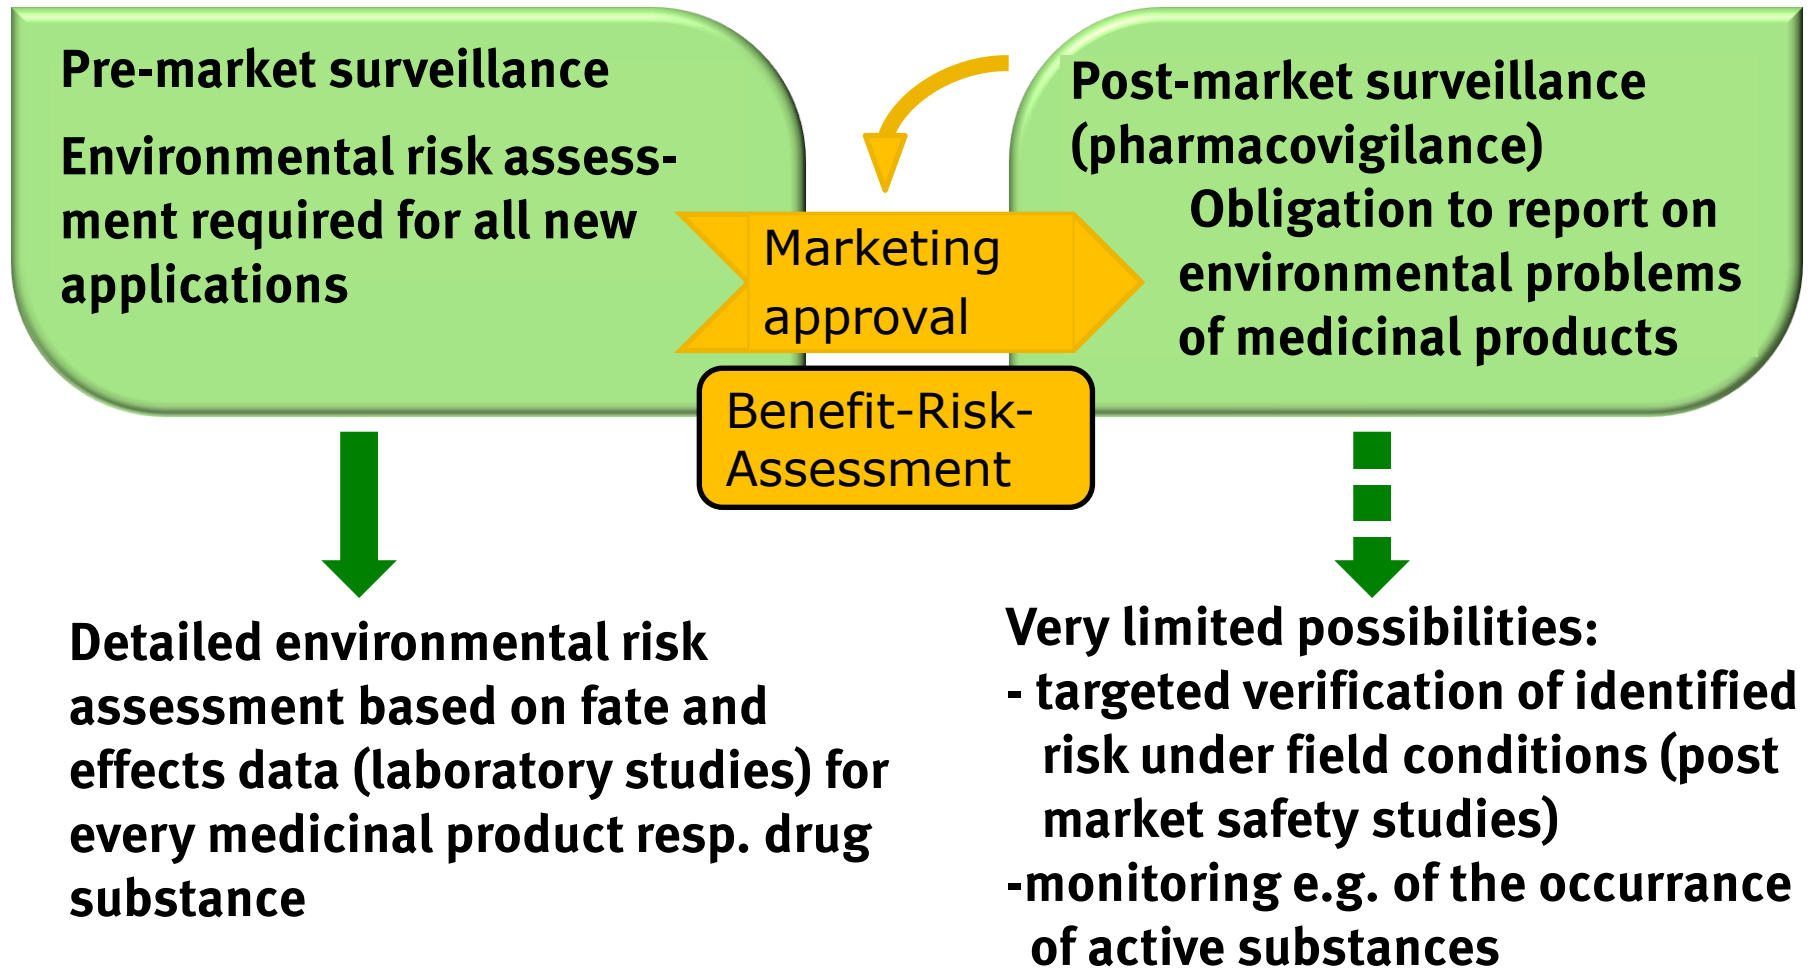 Pre-market surveillance
Environmental risk assess-
ment required for all new
applications
Marketing
approval
Benefit-Risk-
Assessment
Post-market surveillance
(pharmacovigilance)
Obligation to report on
environmental problems
of medicinal products
Detailed environmental risk
assessment based on fate and
effects data (laboratory studies) for
every medicinal product resp. drug
substance
Very limited possibilities:
- targeted verification of identified
risk under field conditions (post
market safety studies)
-monitoring e.g. of the occurrance
of active substances